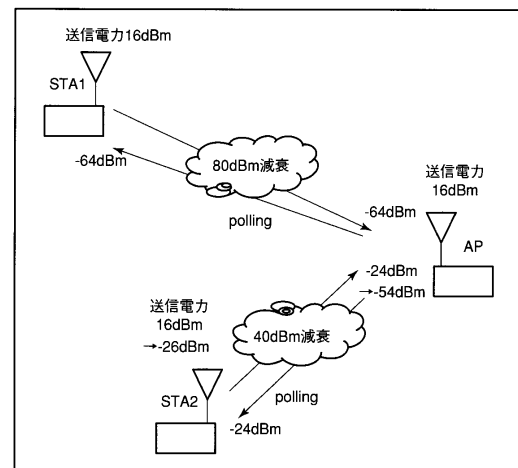 送信電力16dBm
STA1
-64dBm
80dBm減衰
polling
送信電力
16dBm
-64dBm
AP
-24dBm
→-54dBm
送信電力
16dBm
→-26dBm
40dBm減衰
STA2
polling
-24dBm